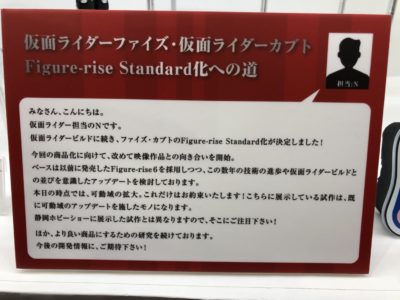 仮面ライダーファイズ・仮面ライダーカブト
Figure-rise Standard化への道
担当:N
みなさん、こんにちは。
仮面ライダー担当のNです。
仮面ライダービルドに続き、ファイズ・カブトのFigure-rise Standard化が決定しました!
今回の商品化に向けて、改めて映像作品との向き合いを開始。
ベースは以前に発売したFigure-rise6を採用しつつ、この数年の技術の進歩や仮面ライダービルドと
の並びを意識したアップデートを検討しております。
本日の時点では、可動域の拡大、これだけはお約束いたします!こちらに展示している試作は、既
に可動域のアップデートを施したモノになります。
静岡ホビーショーに展示した試作とは異なりますので、そこにご注目下さい!
ほか、より良い商品にするための研究を続けております。
今後の開発情報に、ご期待下さい!